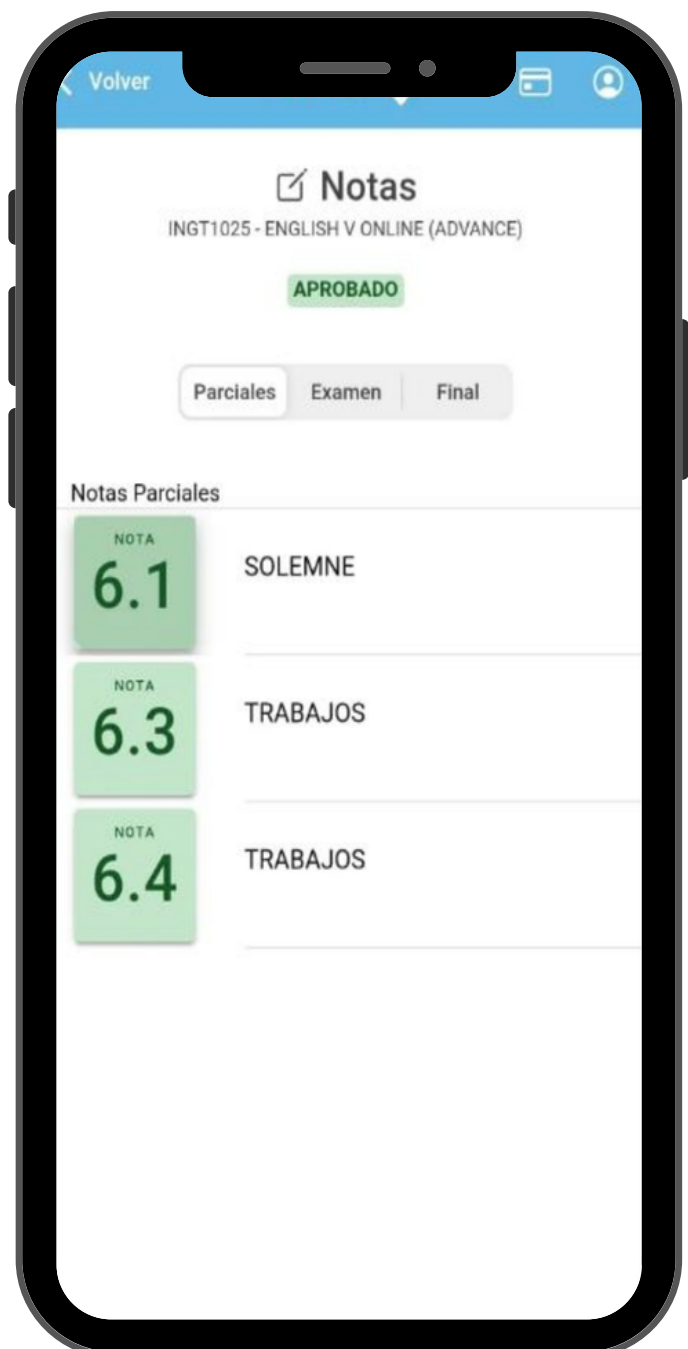 Volver
Notas
INGT1025 - ENGLISH V ONLINE (ADVANCE)
APROBADO
Parciales Examen Final
Notas Parciales
NOTA
6.1
SOLEMNE
NOTA
6.3
TRABAJOS
NOTA
6.4
TRABAJOS